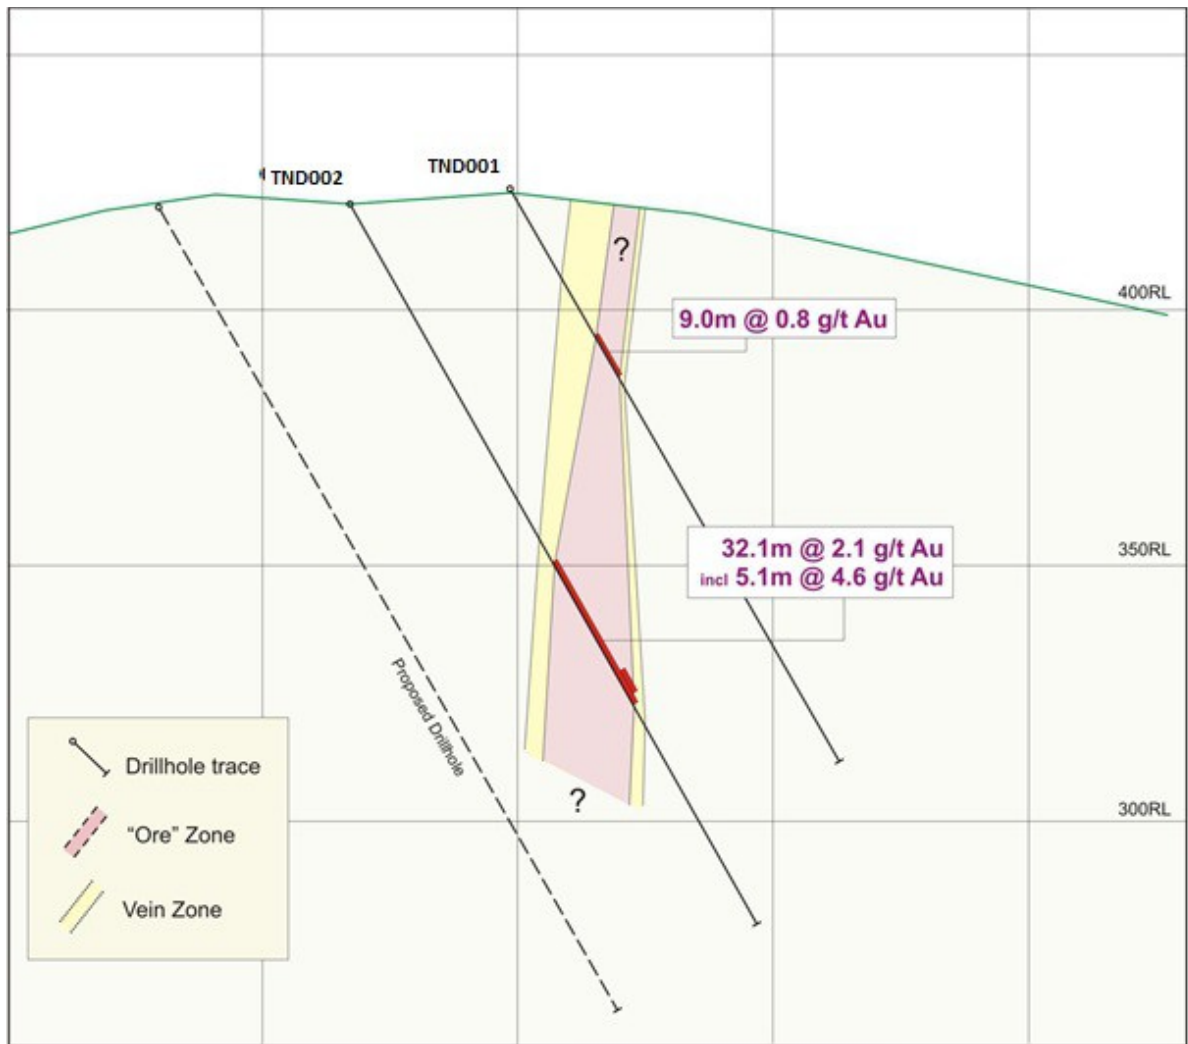 TND002
TND001
?
400RL
9.0m @ 0.8 g/t Au
350RL
32.1m @ 2.1 g/t Au
incl 5.1m @ 4.6 g/t Au
Proposed Drillhole
?
300RL
Drillhole trace
“Ore” Zone
Vein Zone